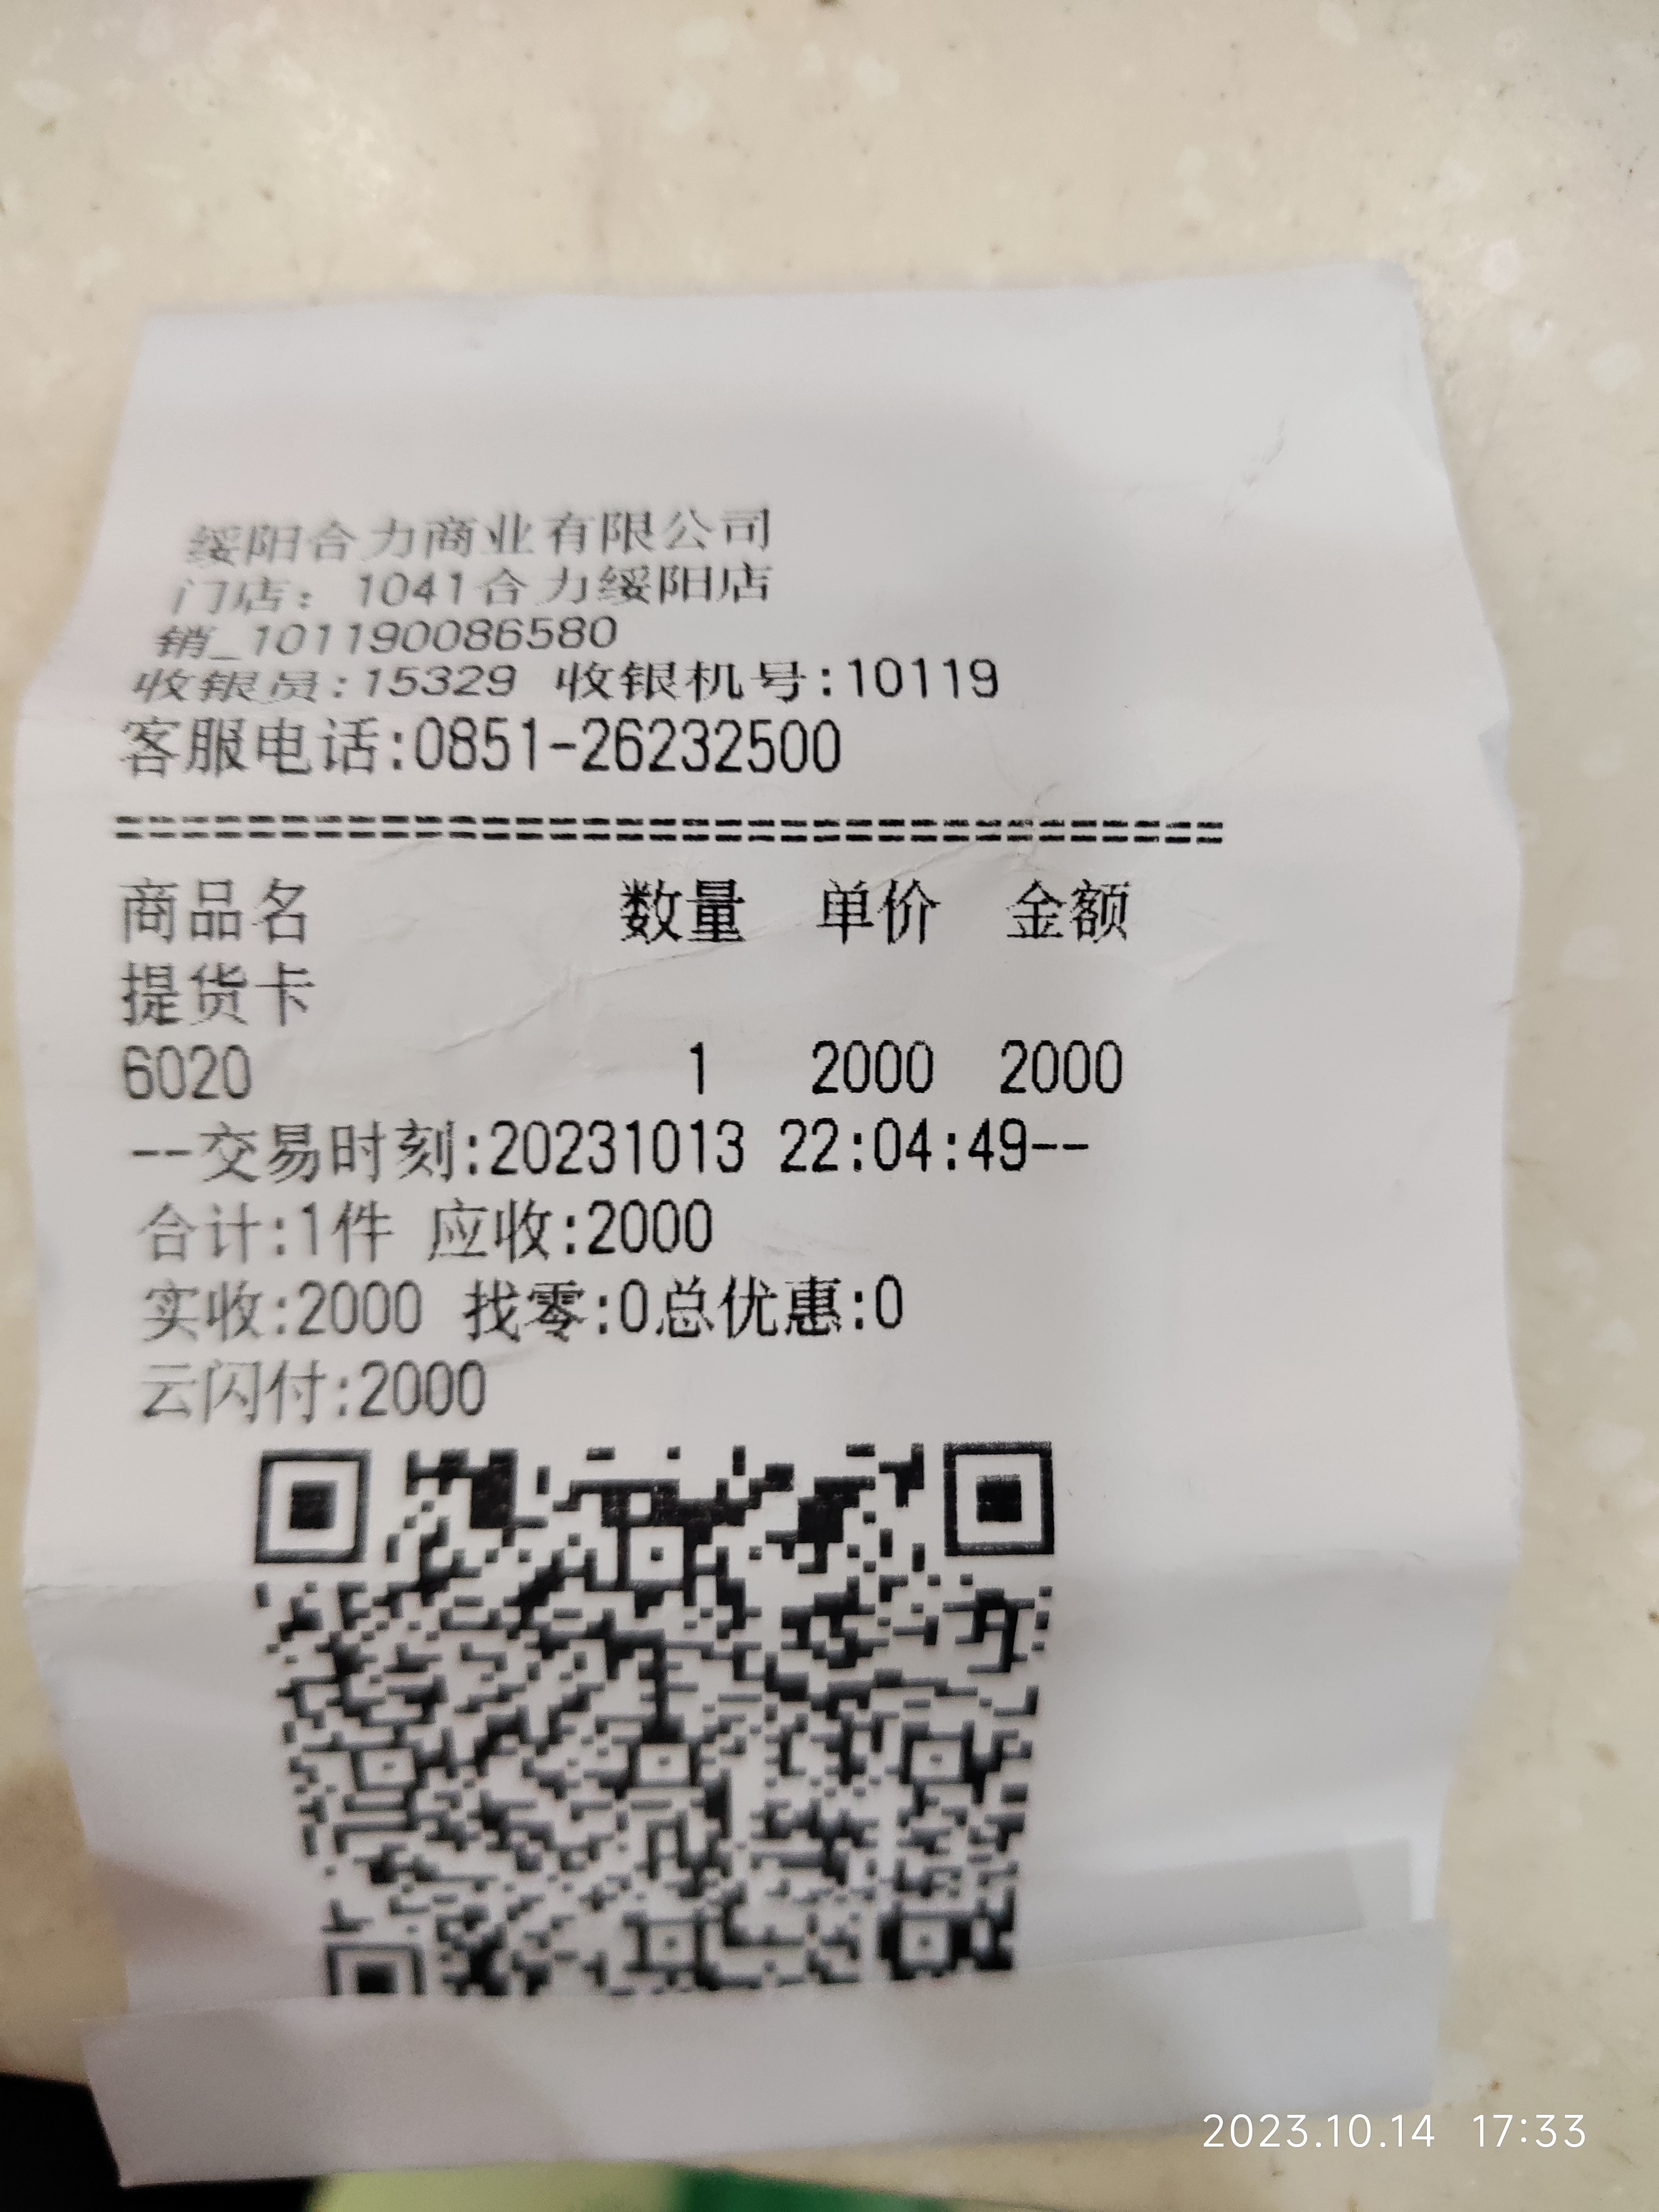 绥阳合力商业有限公司
门店：1041合力绥阳店
销_101190086580
收银员:15329 收银机号:10119
客服电话:0851-26232500
==================================
商品名 数量 单价 金额
提货卡
6020 1 2000 2000
--交易时刻:20231013 22:04:49--
合计:1件 应收:2000
实收:2000 找零:0总优惠:0
云闪付:2000
2023.10.14 17:33